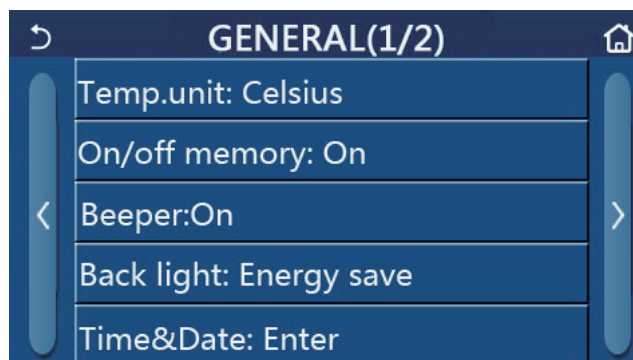 GENERAL(1/2)
Temp.unit: Celsius
On/off memory: On
Beeper:On
Back light: Energy save
Time&Date: Enter